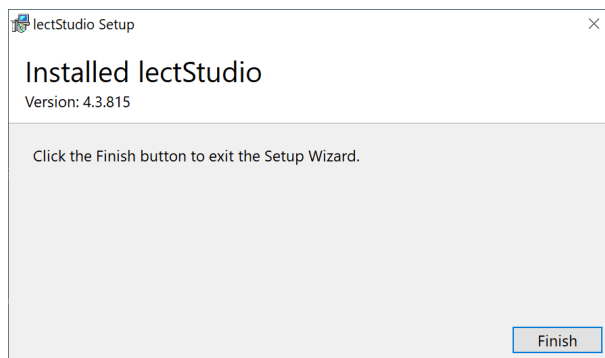 lectStudio Setup
Installed lectStudio
Version: 4.3.815
Click the Finish button to exit the Setup Wizard.
Finish